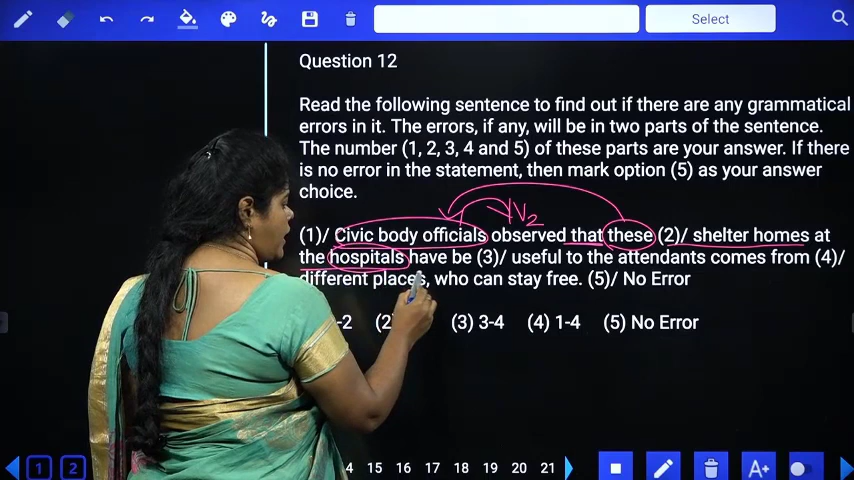 Select
Question 12
Read the following sentence to find out if there are any grammatical
errors in it. The errors, if any, will be in two parts of the sentence.
The number (1, 2, 3, 4 and 5) of these parts are your answer. If there
is no error in the statement, then mark option (5) as your answer
choice.
V2
(1)/ Civic body officials observed that these (2)/ shelter homes at
the hospitals have be (3)/ useful to the attendants comes from (4)/
different places, who can stay free. (5)/ No Error
-2 (2) (3) 3-4 (4) 1-4 (5) No Error
1 2 4 15 16 17 18 19 20 21 A+